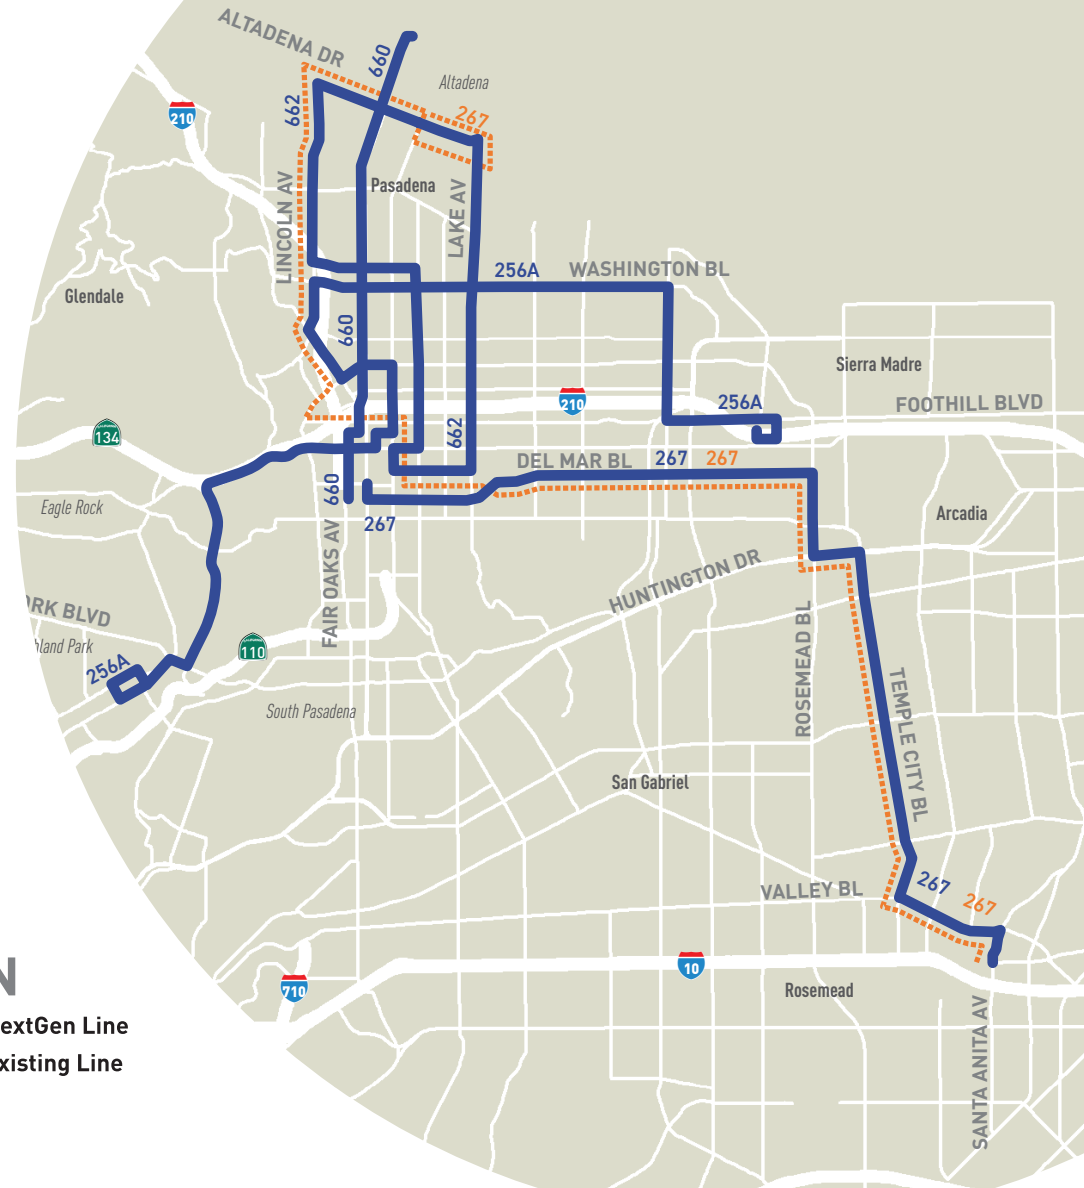 ALTADENA DR
660
Altadena
662
267
210
Pasadena
LINCOLN AV
LAKE AV
256A
WASHINGTON BL
Glendale
660
Sierra Madre
210
256A
FOOTHILL BLVD
134
662
DEL MAR BL
267
267
Eagle Rock
660
267
Arcadia
FAIR OAKS AV
HUNTINGTON DR
ORK BLVD
hland Park
110
256A
ROSEMEAD BL
TEMPLE CITY BL
South Pasadena
San Gabriel
VALLEY BL
267
267
10
710
Rosemead
SANTA ANITA AV
N
extGen Line
xisting Line